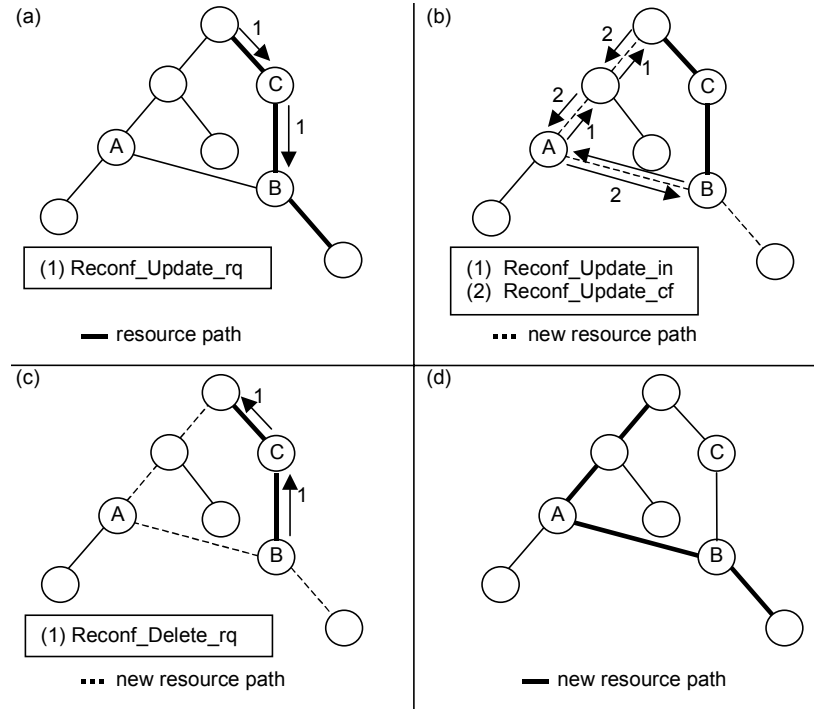 (a)
1
C
1
A
B
(1) Reconf_Update_rq
resource path
(b)
2
1
C
2
1
A
B
2
(1) Reconf_Update_in
(2) Reconf_Update_cf
new resource path
(c)
1
C
1
A
B
(1) Reconf_Delete_rq
new resource path
(d)
C
A
B
new resource path